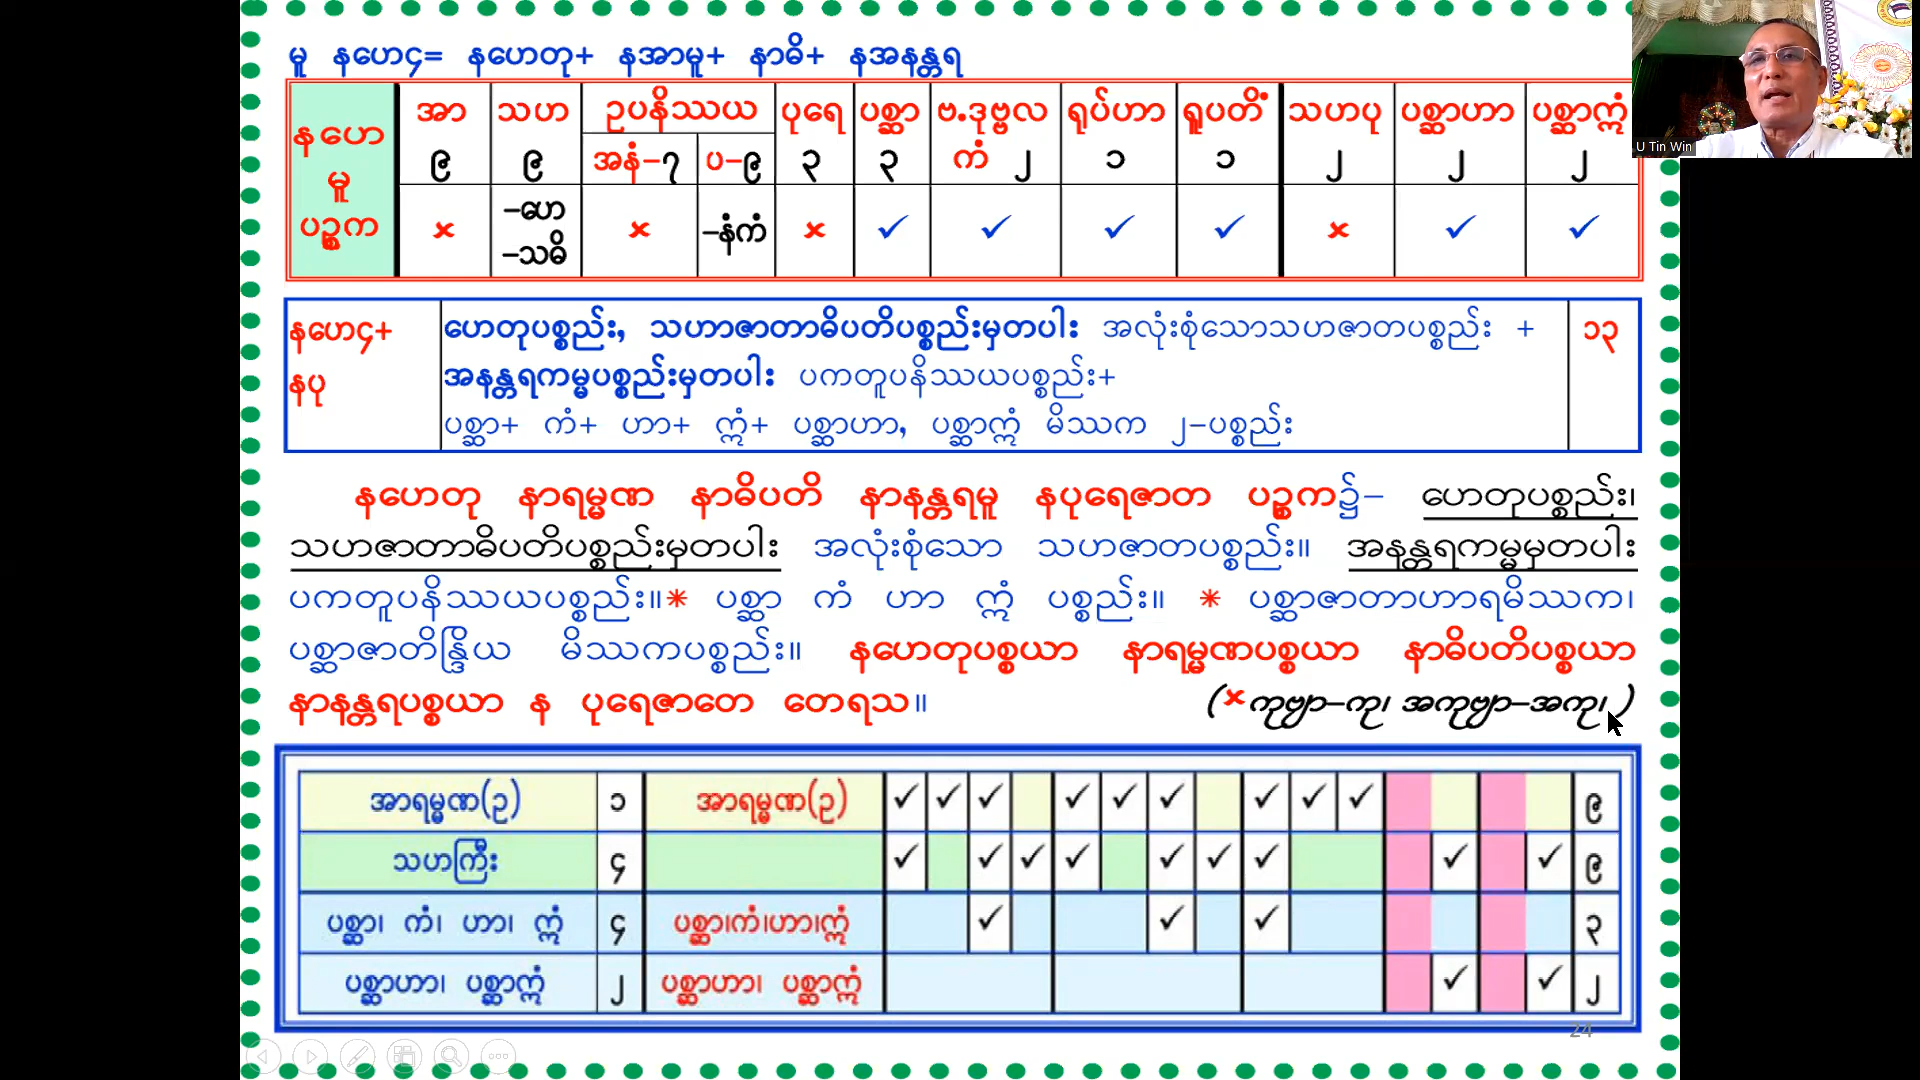 မူ နဟေ၄= နဟေတု+ နအာမူ+ နာဓိ+ နအနန္တရ
နဟေ မူ ပဉ္စက
အာ ၉ သဟ ၉ ဥပနိဿယ အနံ-၇ ပ-၉ ပုရေ ၃ ပစ္ဆာ ၃ ဗ.ဒုဗ္ဗလ ကံ ၂ ရုပ်ဟာ ၁ ရူပတိံ ၁ သဟပု ၂ ပစ္ဆာဟာ ၂ ပစ္ဆာဣံ ၂
× -ဟေ -သဓိ × -နံကံ × ✓ ✓ ✓ ✓ × ✓ ✓
U Tin Win
နဟေ၄+ နပု
ဟေတုပစ္စည်း, သဟာဇာတာဓိပတိပစ္စည်းမှတပါး အလုံးစုံသောသဟဇာတပစ္စည်း + ၁၃
အနန္တရကမ္မပစ္စည်းမှတပါး ပကတူပနိဿယပစ္စည်း+
ပစ္ဆာ+ ကံ+ ဟာ+ ဣံ+ ပစ္ဆာဟာ, ပစ္ဆာဣံ မိဿက ၂-ပစ္စည်း
နဟေတု နာရမ္မဏ နာဓိပတိ နာနန္တရမူ နပုရေဇာတ ပဉ္စက၌- ဟေတုပစ္စည်း၊
သဟဇာတာဓိပတိပစ္စည်းမှတပါး အလုံးစုံသော သဟဇာတပစ္စည်း။ အနန္တရကမ္မမှတပါး
ပကတူပနိဿယပစ္စည်း။* ပစ္ဆာ ကံ ဟာ ဣံ ပစ္စည်း။ * ပစ္ဆာဇာတာဟာရမိဿက၊
ပစ္ဆာဇာတိန္ဒြိယ မိဿကပစ္စည်း။ နဟေတုပစ္စယာ နာရမ္မဏပစ္စယာ နာဓိပတိပစ္စယာ
နာနန္တရပစ္စယာ န ပုရေဇာတေ တေရသ။ (×ကုဗျာ-ကု၊ အကုဗျာ-အကု၊ )
အာရမ္မဏ(ဥ) ၁ အာရမ္မဏ(ဥ) ✓ ✓ ✓ ✓ ✓ ✓ ✓ ✓ ✓ ၉
သဟကြီး ၄ ✓ ✓ ✓ ✓ ✓ ✓ ✓ ✓ ✓ ၉
ပစ္ဆာ၊ ကံ၊ ဟာ၊ ဣံ ၄ ပစ္ဆာ၊ကံ၊ဟာ၊ဣံ ✓ ✓ ✓ ၃
ပစ္ဆာဟာ၊ ပစ္ဆာဣံ ၂ ပစ္ဆာဟာ၊ ပစ္ဆာဣံ ✓ ✓ ၂
24